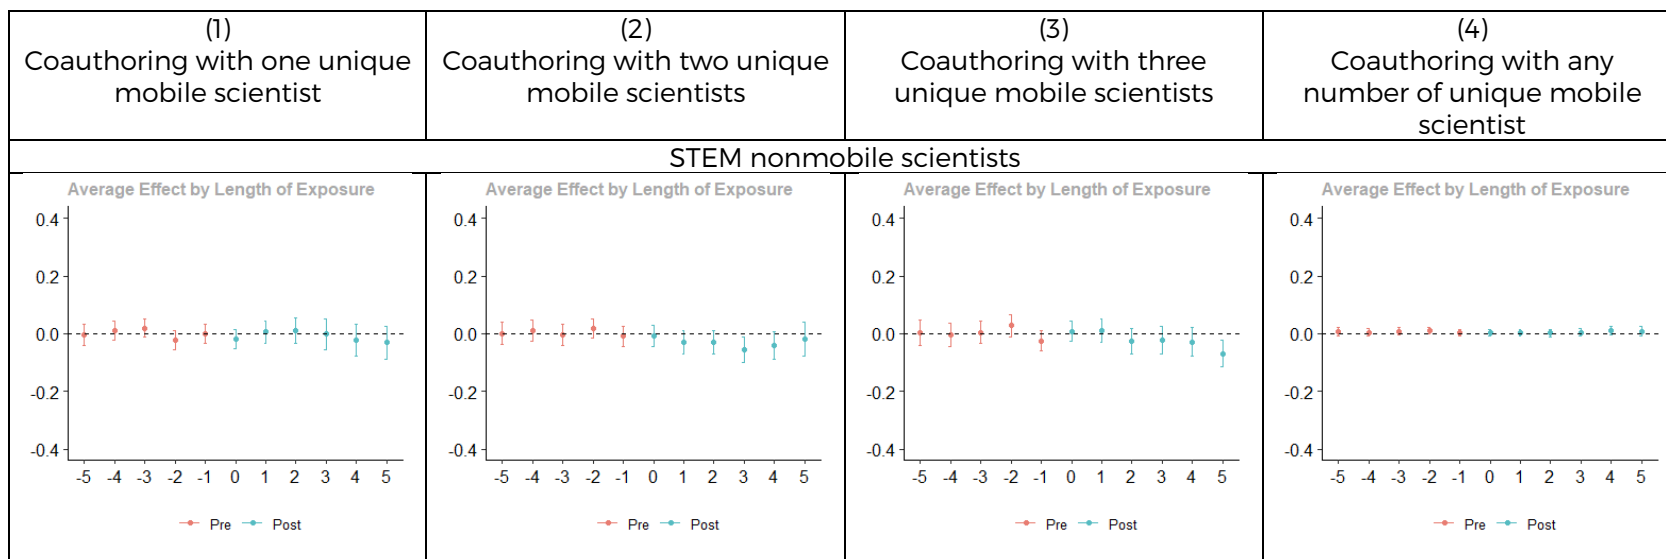 (1)
Coauthoring with one unique
mobile scientist
(2)
Coauthoring with two unique
mobile scientists
(3)
Coauthoring with three
unique mobile scientists
(4)
Coauthoring with any
number of unique mobile
scientist
STEM nonmobile scientists
Average Effect by Length of Exposure
0.4
0.2
0.0
-0.2
-0.4
-5 -4 -3 -2 -1 0 1 2 3 4 5
Pre Post
Average Effect by Length of Exposure
0.4
0.2
0.0
-0.2
-0.4
-5 -4 -3 -2 -1 0 1 2 3 4 5
Pre Post
Average Effect by Length of Exposure
0.4
0.2
0.0
-0.2
-0.4
-5 -4 -3 -2 -1 0 1 2 3 4 5
Pre Post
Average Effect by Length of Exposure
0.4
0.2
0.0
-0.2
-0.4
-5 -4 -3 -2 -1 0 1 2 3 4 5
Pre Post